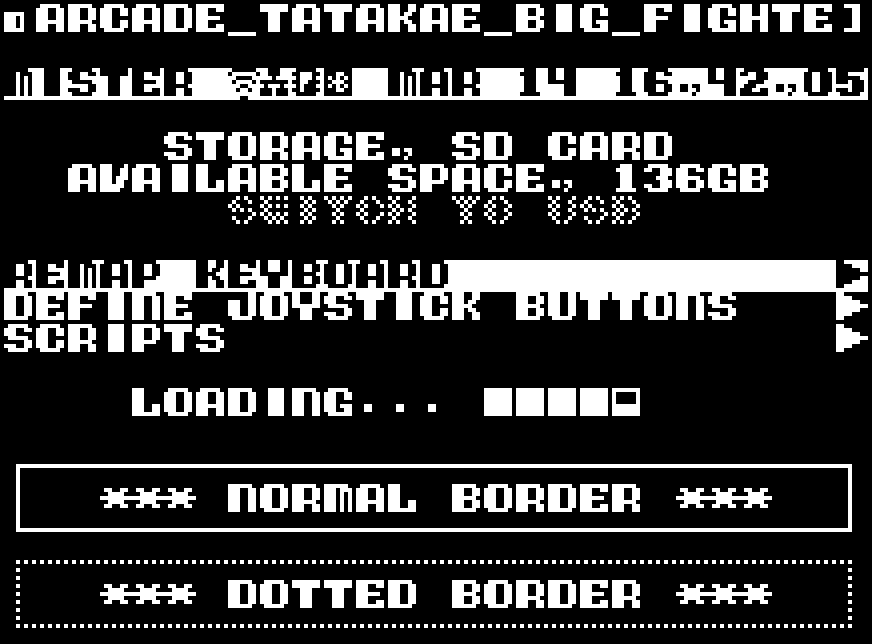 ARCADE_TATAKAE_BIG_FIGHTE]
MISTER MAR 14 16:42:05
STORAGE: SD CARD
AVAILABLE SPACE: 136GB
SWITCH TO USB
REMAP KEYBOARD
DEFINE JOYSTICK BUTTONS
SCRIPTS
LOADING...
*** NORMAL BORDER ***
*** DOTTED BORDER ***